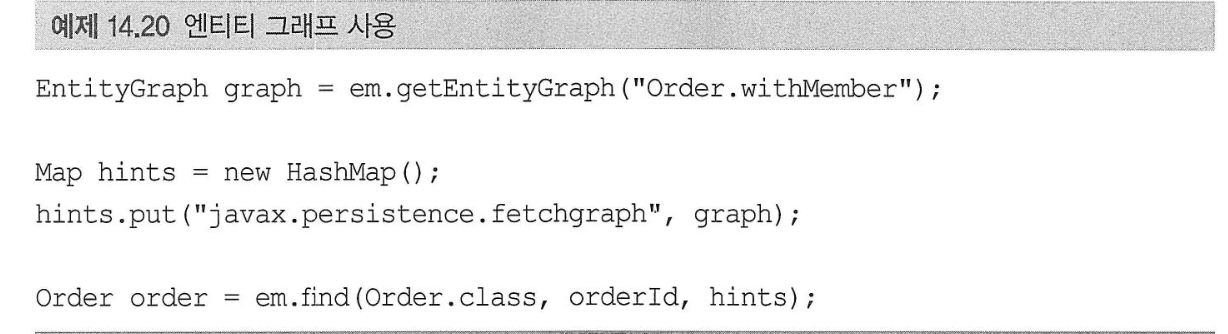 예제 14.20 엔티티 그래프 사용
EntityGraph graph = em.getEntityGraph("Order.withMember");
Map hints = new HashMap();
hints.put("javax.persistence.fetchgraph", graph);
Order order = em.find(Order.class, orderId, hints);